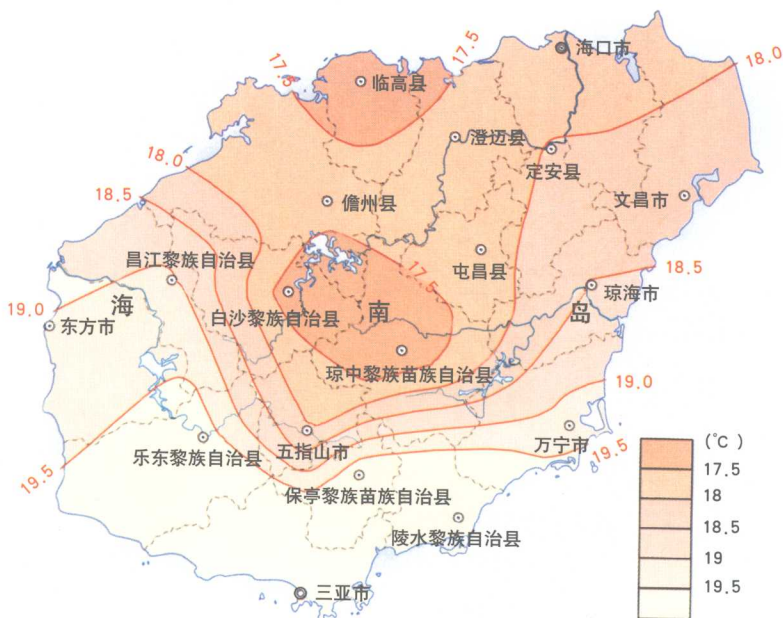 海口市
17.5
17.5
临高县
18.0
澄迈县
定安县
18.0
18.5
儋州县
文昌市
昌江黎族自治县
屯昌县
18.5
17.5
琼海市
19.0
海
白沙黎族自治县
南
岛
东方市
琼中黎族苗族自治县
19.0
五指山市
万宁市
19.5
乐东黎族自治县
19.5
保亭黎族苗族自治县
陵水黎族自治县
三亚市
(℃)
17.5
18
18.5
19
19.5